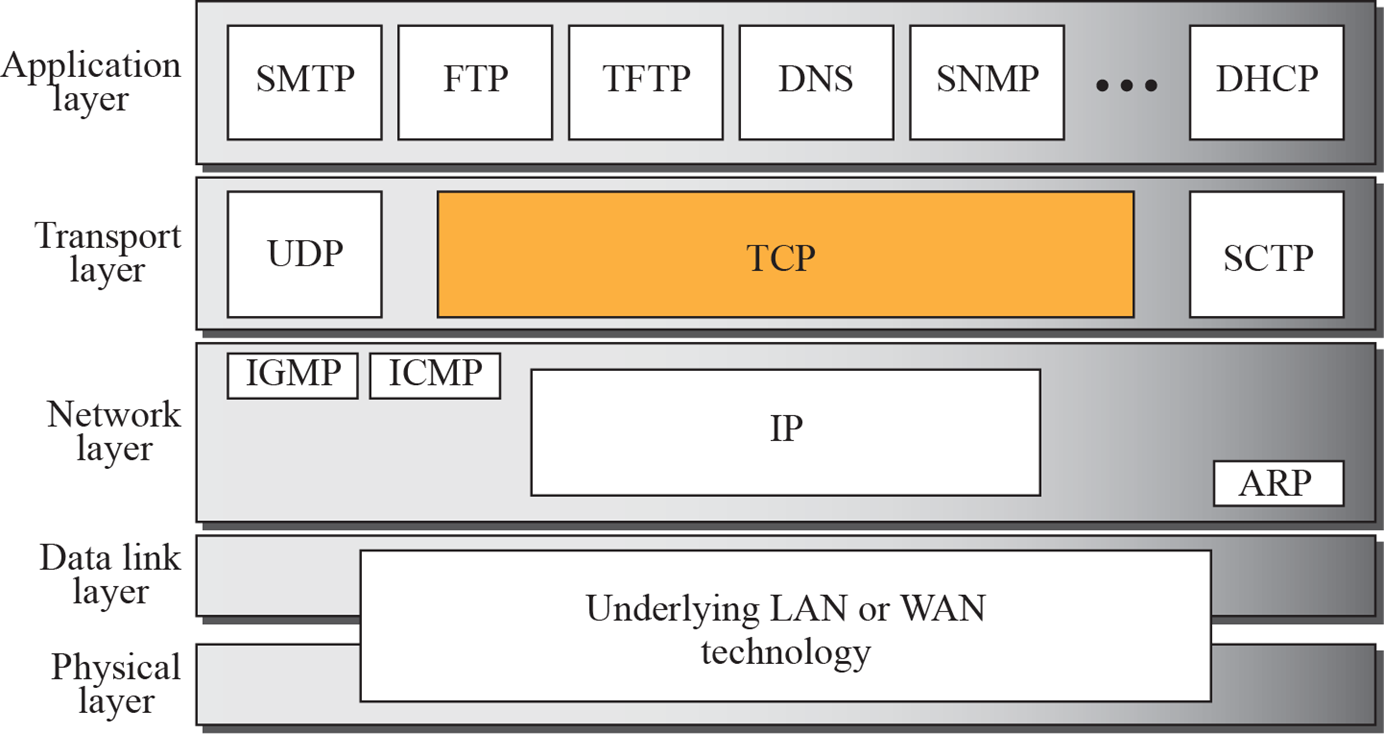 Application
layer
SMTP
FTP
TFTP
DNS
SNMP
•••
DHCP
Transport
layer
UDP
TCP
SCTP
Network
layer
IGMP
ICMP
IP
ARP
Data link
layer
Underlying LAN or WAN
technology
Physical
layer